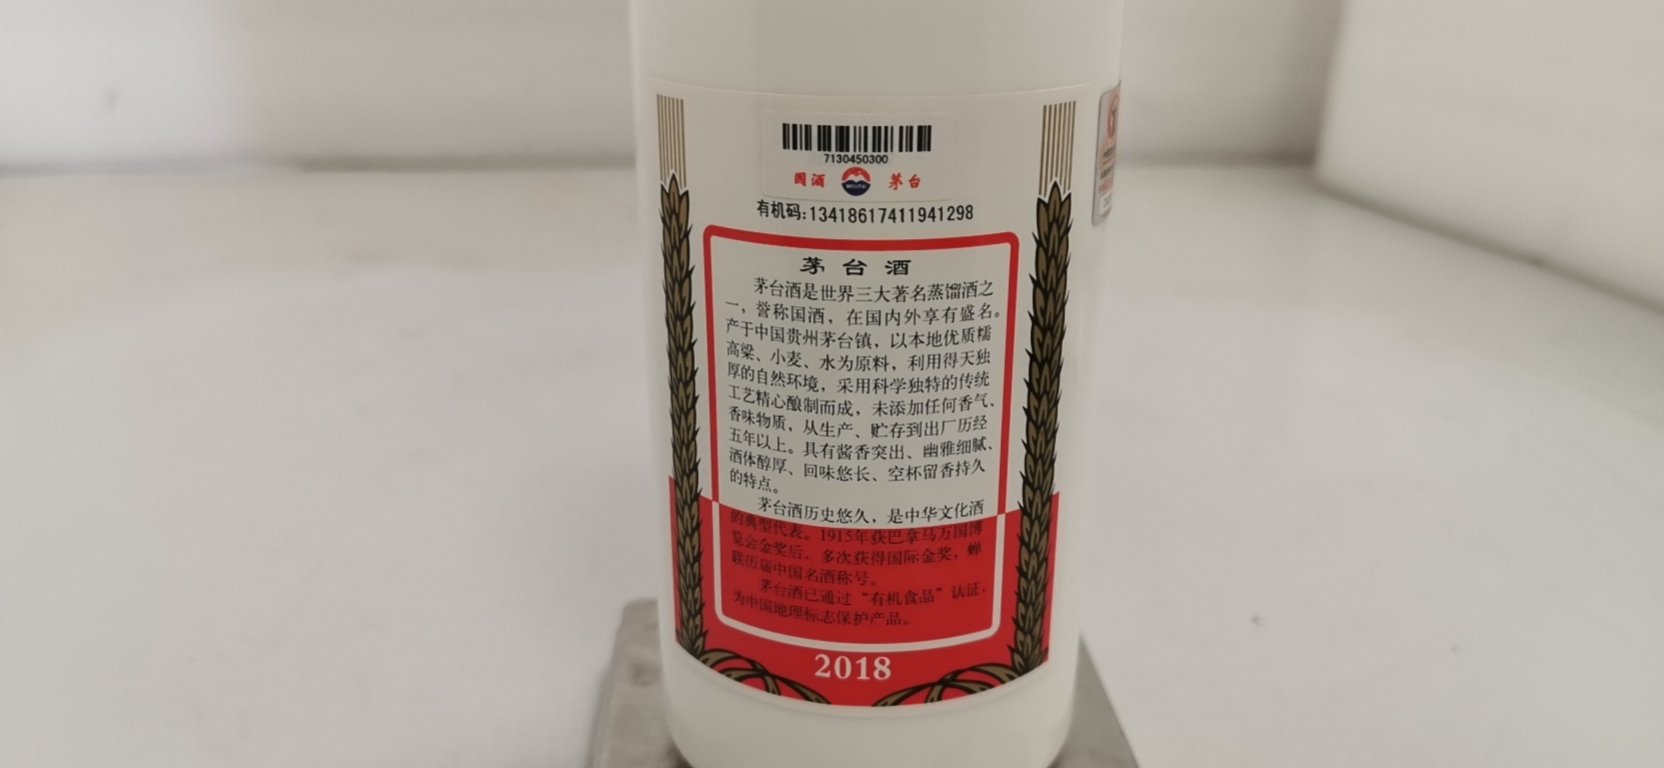 7130450300
国酒 MOUTAI 茅台
有机码:13418617411941298
茅台酒
茅台酒是世界三大著名蒸馏酒之
一，誉称国酒，在国内外享有盛名。
产于中国贵州茅台镇，以本地优质糯
高粱、小麦、水为原料，利用得天独
厚的自然环境，采用科学独特的传统
工艺精心酿制而成，未添加任何香气、
香味物质，从生产、贮存到出厂历经
五年以上。具有酱香突出、幽雅细腻、
酒体醇厚、回味悠长、空杯留香持久
的特点。
茅台酒历史悠久，是中华文化酒
的典型代表。1915年获巴拿马万国博
览会金奖后，多次获得国际金奖，蝉
联历届中国名酒称号。
茅台酒已通过“有机食品”认证，
为中国地理标志保护产品。
2018